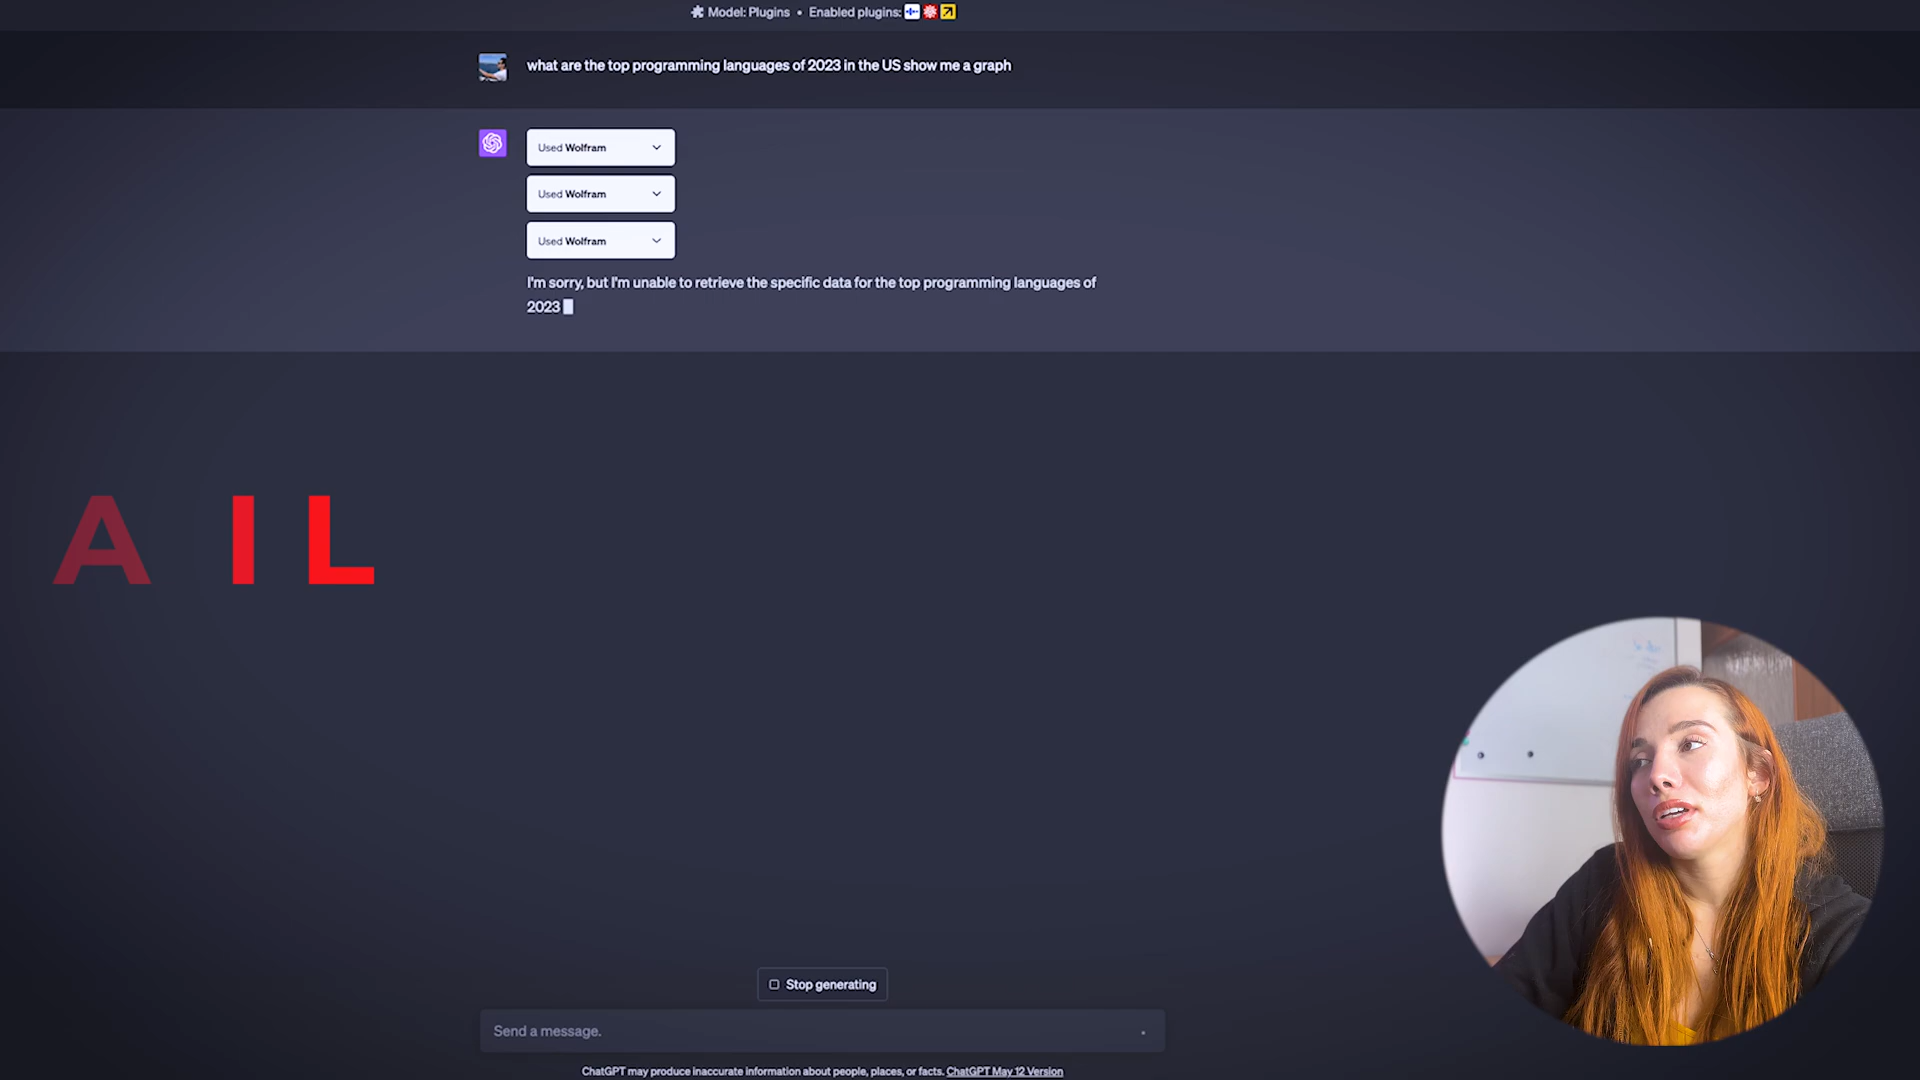 Model: Plugins • Enabled plugins:
what are the top programming languages of 2023 in the US show me a graph
Used Wolfram
Used Wolfram
Used Wolfram
I'm sorry, but I'm unable to retrieve the specific data for the top programming languages of
2023
A I L
Stop generating
Send a message.
ChatGPT may produce inaccurate information about people, places, or facts. ChatGPT May 12 Version